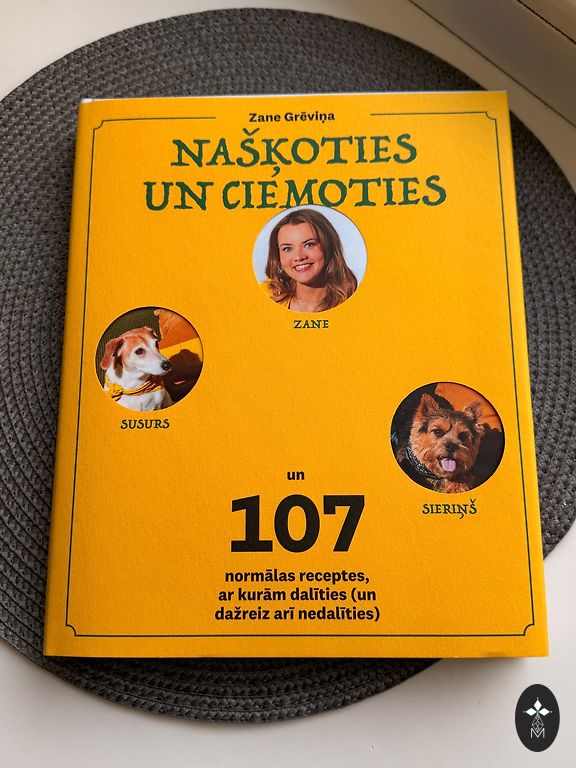 Zane Grēviņa
NAŠĶOTIES
UN CIEMOTIES
ZANE
SUSURS
SIERIŅŠ
un
107
normālas receptes,
ar kurām dalīties (un
dažreiz arī nedalīties)